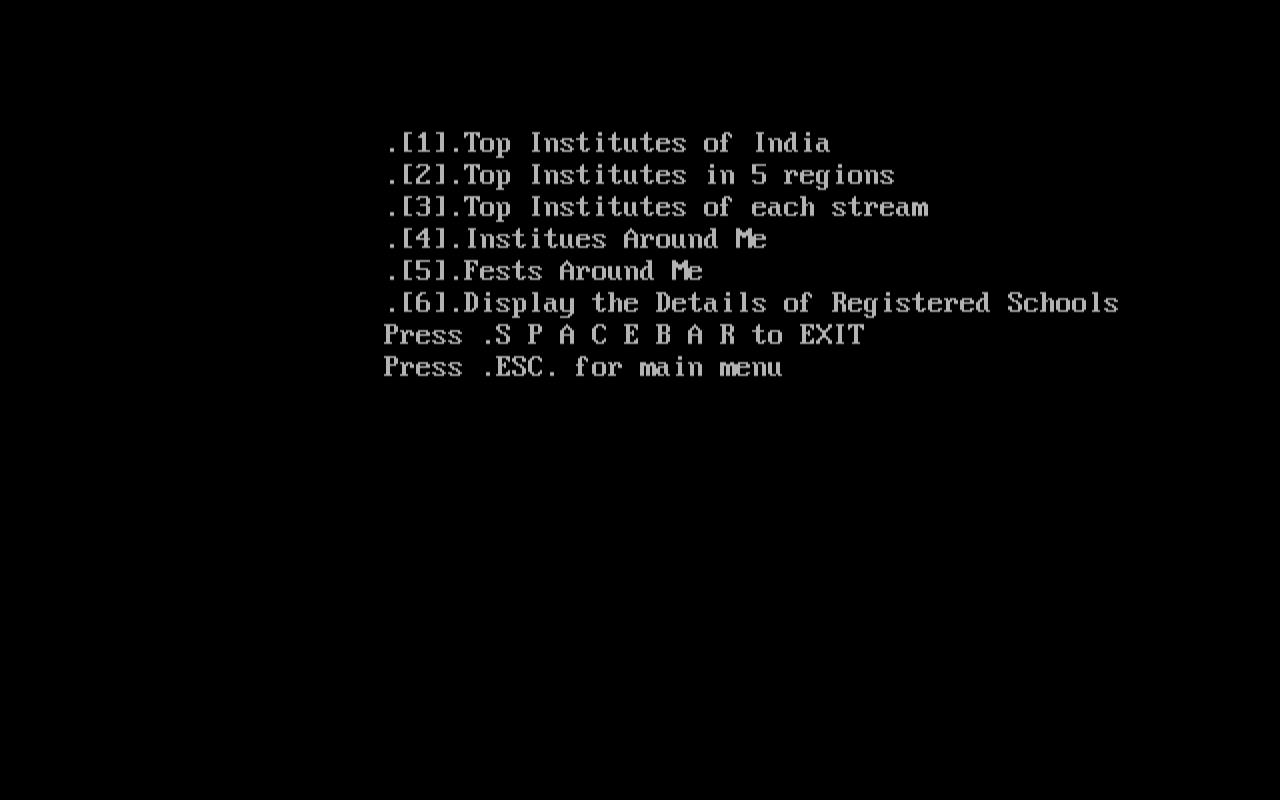 .[1].Top Institutes of India
.[2].Top Institutes in 5 regions
.[3].Top Institutes of each stream
.[4].Institues Around Me
.[5].Fests Around Me
.[6].Display the Details of Registered Schools
Press .S P A C E B A R to EXIT
Press .ESC. for main menu